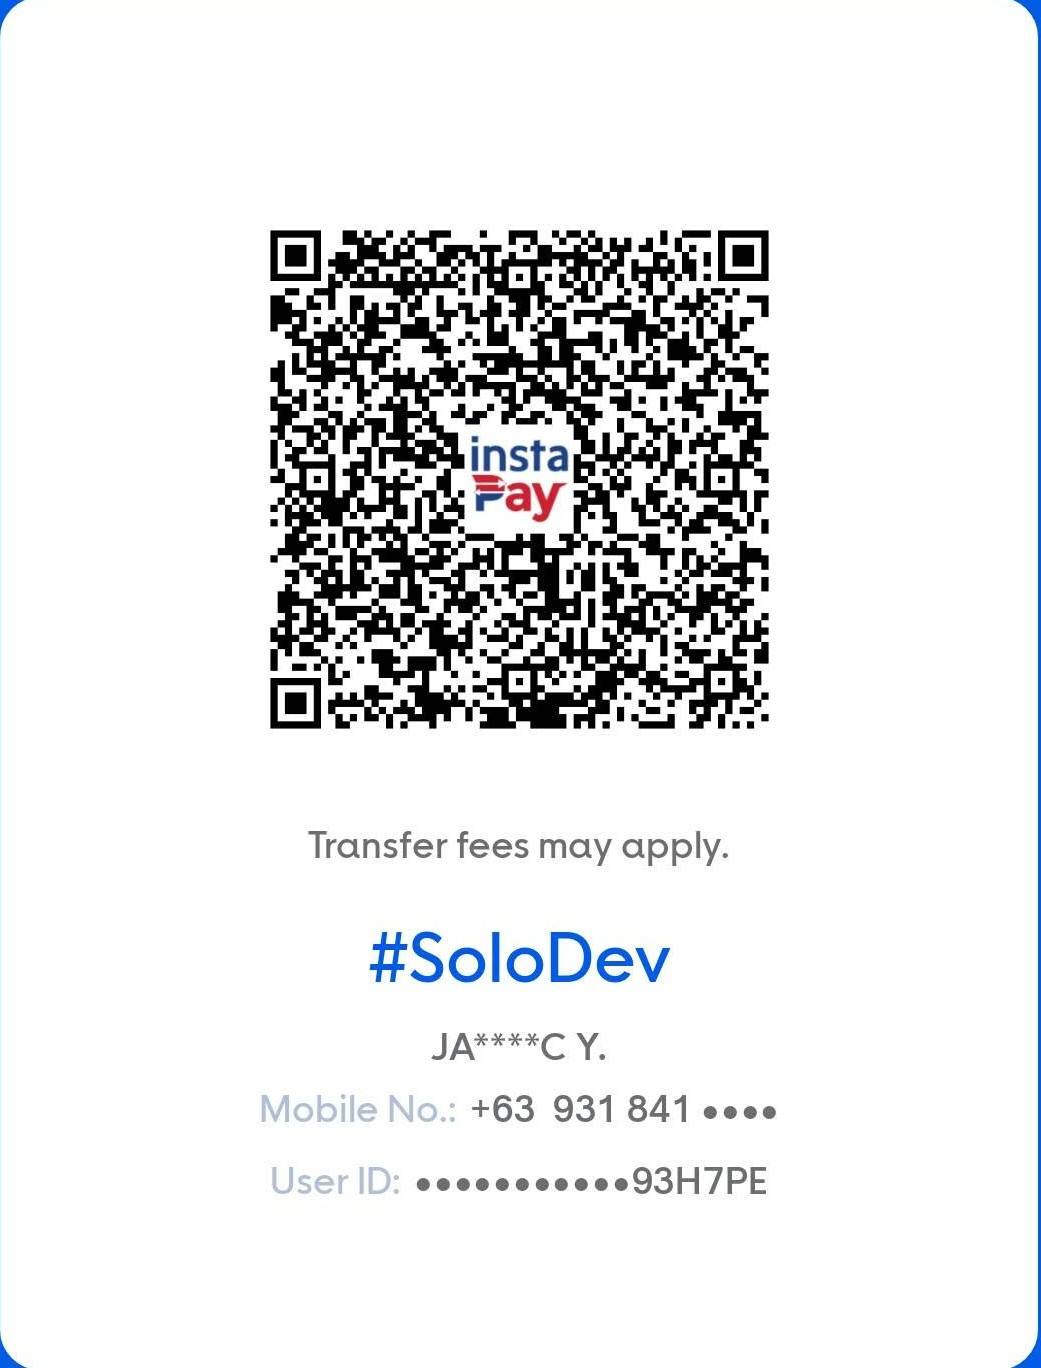 insta
Pay
Transfer fees may apply.
#SoloDev
JA****C Y.
Mobile No.: +63 931 841 ••••
User ID: •••••••••••93H7PE